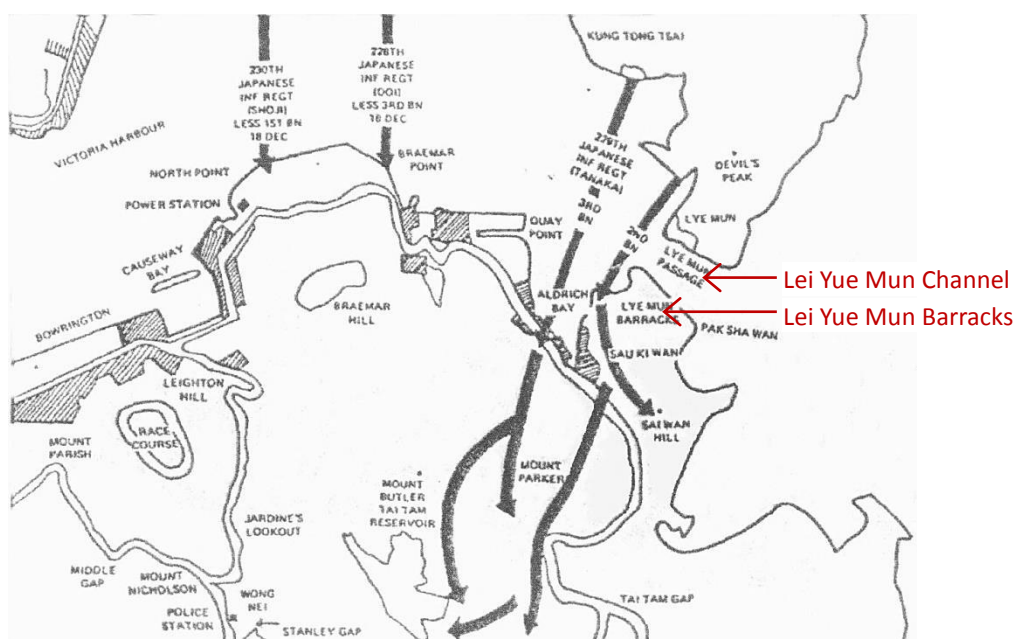 KUNG TONG TSAI
230TH
JAPANESE
INF REGT
(SHOJI)
LESS 1ST BN
18 DEC
228TH
JAPANESE
INF REGT
(DOI)
LESS 3RD BN
18 DEC
229TH
JAPANESE
INF REGT
(TANAKA)
3RD
BN
2ND
BN
VICTORIA HARBOUR
NORTH POINT
BRAEMAR
POINT
DEVIL'S
PEAK
POWER STATION
QUAY
POINT
LYE MUN
LYE MUN
PASSAGE
Lei Yue Mun Channel
CAUSEWAY
BAY
BRAEMAR
HILL
ALDRICH
BAY
LYE MUN
BARRACKS
Lei Yue Mun Barracks
PAK SHA WAN
BOWRINGTON
SAU KI WAN
LEIGHTON
HILL
SAI WAN
HILL
RACE
COURSE
MOUNT
PARISH
MOUNT
PARKER
MOUNT
BUTLER
TAI TAM
RESERVOIR
JARDINE'S
LOOKOUT
MIDDLE
GAP
MOUNT
NICHOLSON
WONG
NEI
POLICE
STATION
STANLEY GAP
TAI TAM GAP